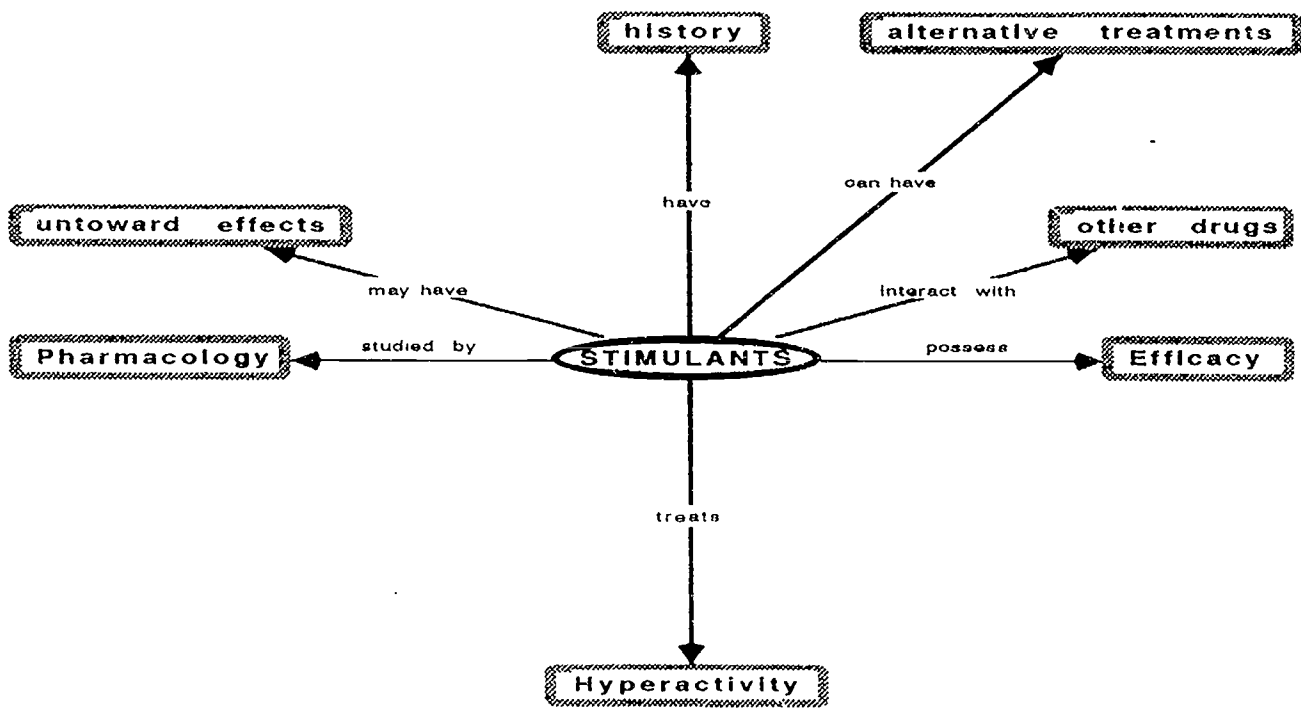 history
alternative treatments
can have
have
untoward effects
other drugs
may have
interact with
Pharmacology
studied by
STIMULANTS
possess
Efficacy
treats
Hyperactivity